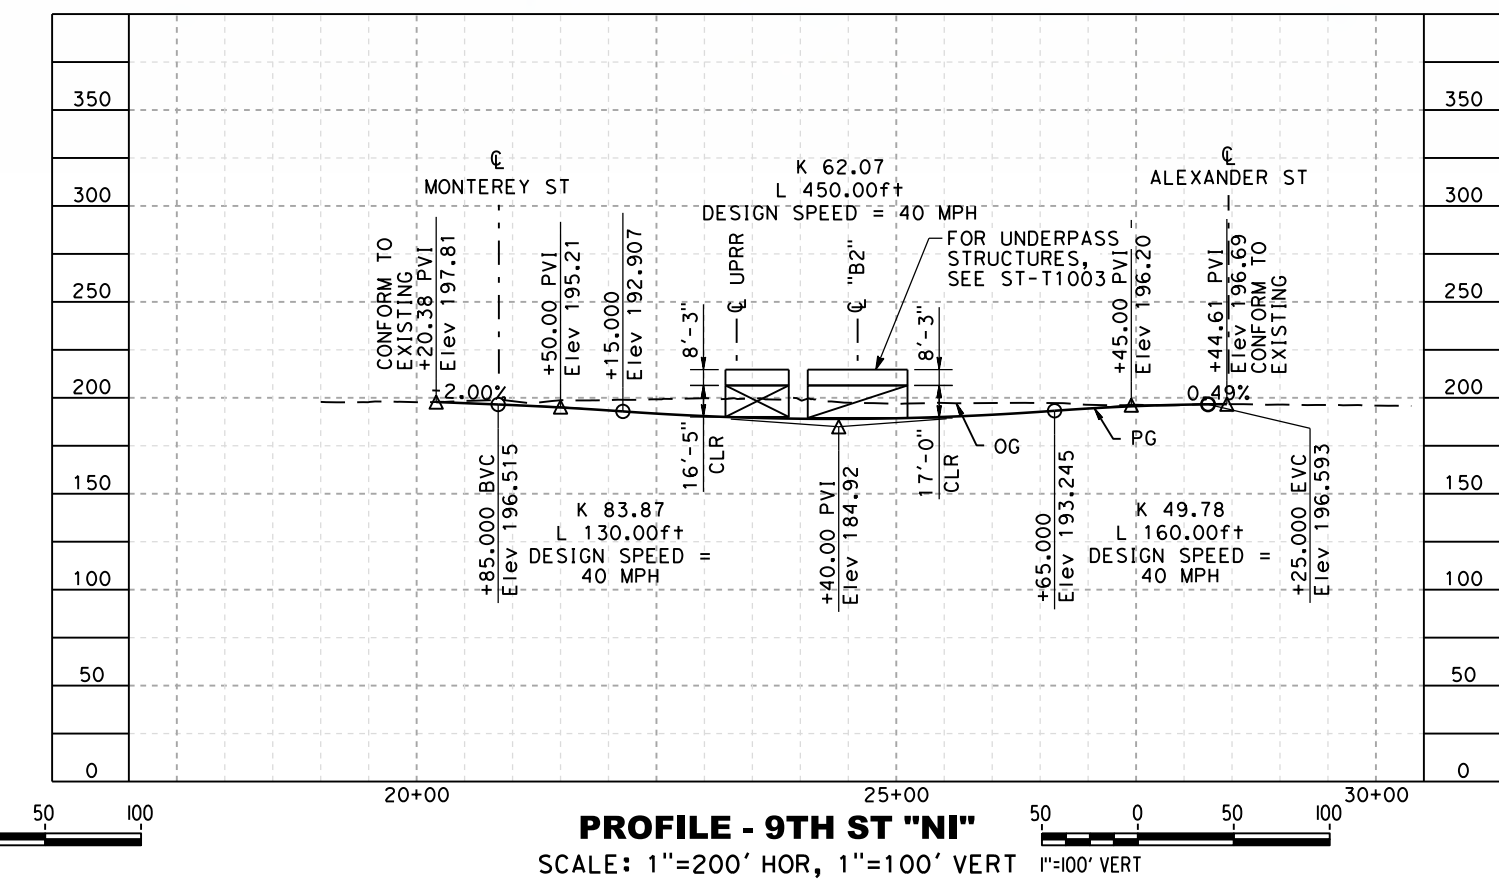 350
300
250
200
150
100
50
0
350
300
250
200
150
100
50
0
℄
MONTEREY ST
CONFORM TO
EXISTING
+20.38 PVI
Elev 197.81
-2.00%
+50.00 PVI
Elev 195.21
+15.000
Elev 192.907
K 62.07
L 450.00ft
DESIGN SPEED = 40 MPH
℄ UPRR
℄ "B2"
FOR UNDERPASS
STRUCTURES,
SEE ST-T1003
8'-3"
8'-3"
+45.00 PVI
Elev 196.20
℄
ALEXANDER ST
+44.61 PVI
Elev 196.69
CONFORM TO
EXISTING
0.49%
+85.000 BVC
Elev 196.515
K 83.87
L 130.00ft
DESIGN SPEED =
40 MPH
16'-5"
CLR
+40.00 PVI
Elev 184.92
17'-0"
CLR
OG
PG
+65.000
Elev 193.245
K 49.78
L 160.00ft
DESIGN SPEED =
40 MPH
+25.000 EVC
Elev 196.593
20+00
25+00
30+00
50 100
PROFILE - 9TH ST "NI"
SCALE: 1"=200' HOR, 1"=100' VERT
50 0 50 100
1"=100' VERT